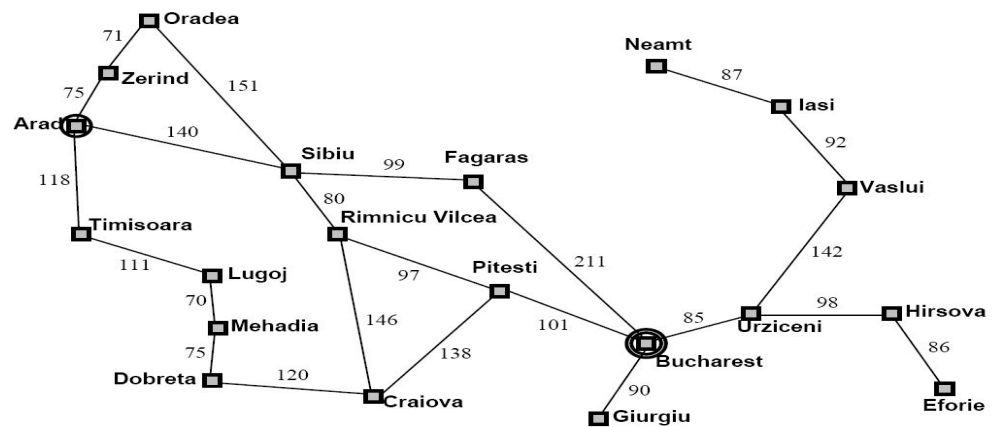 Oradea
71
Neamt
Zerind
87
75
151
Iasi
Arad
140
92
Sibiu
99
Fagaras
118
80
Vaslui
Timisoara
Rimnicu Vilcea
111
142
Lugoj
97
Pitesti
211
70
98
Hirsova
146
101
85
Mehadia
Urziceni
75
138
86
Bucharest
Dobreta
120
90
Craiova
Giurgiu
Eforie